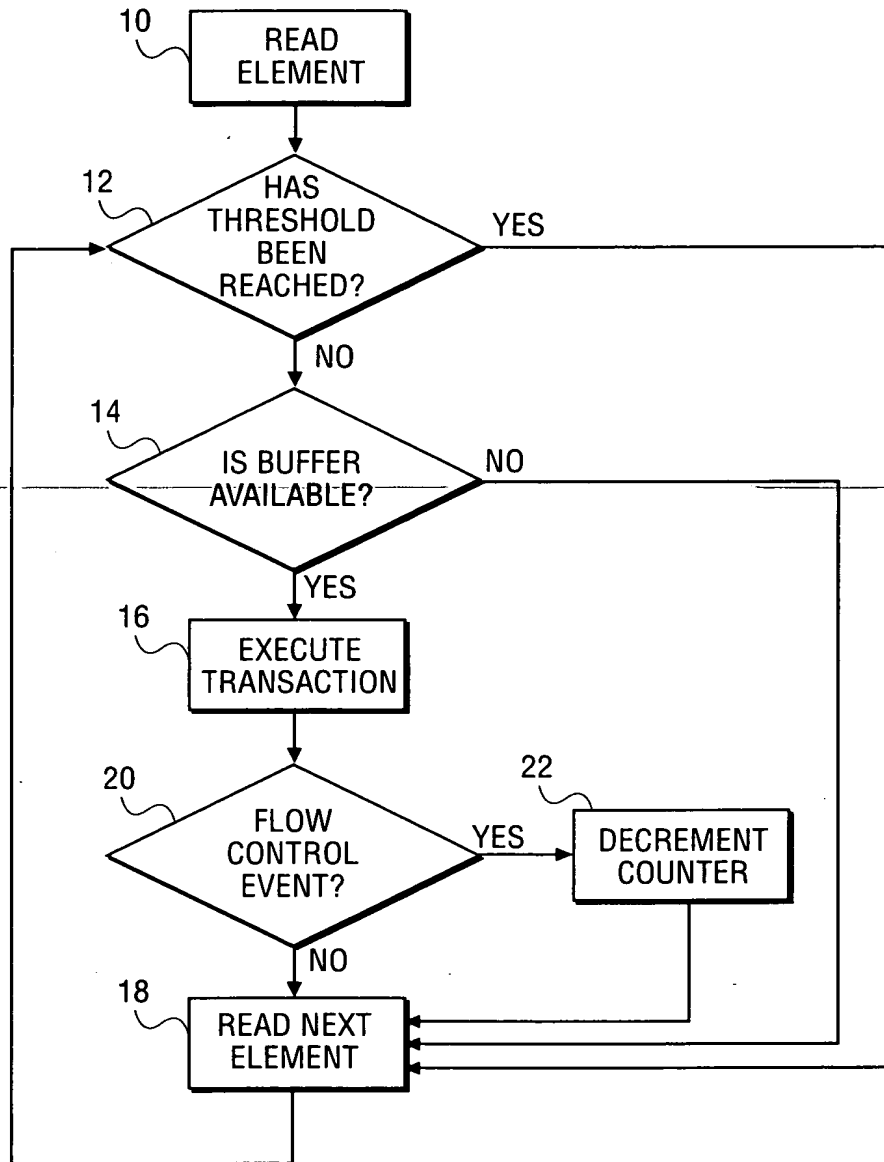 10
READ
ELEMENT
12
HAS
THRESHOLD
BEEN
REACHED?
YES
NO
14
IS BUFFER
AVAILABLE?
NO
YES
16
EXECUTE
TRANSACTION
20
FLOW
CONTROL
EVENT?
YES
22
DECREMENT
COUNTER
NO
18
READ NEXT
ELEMENT